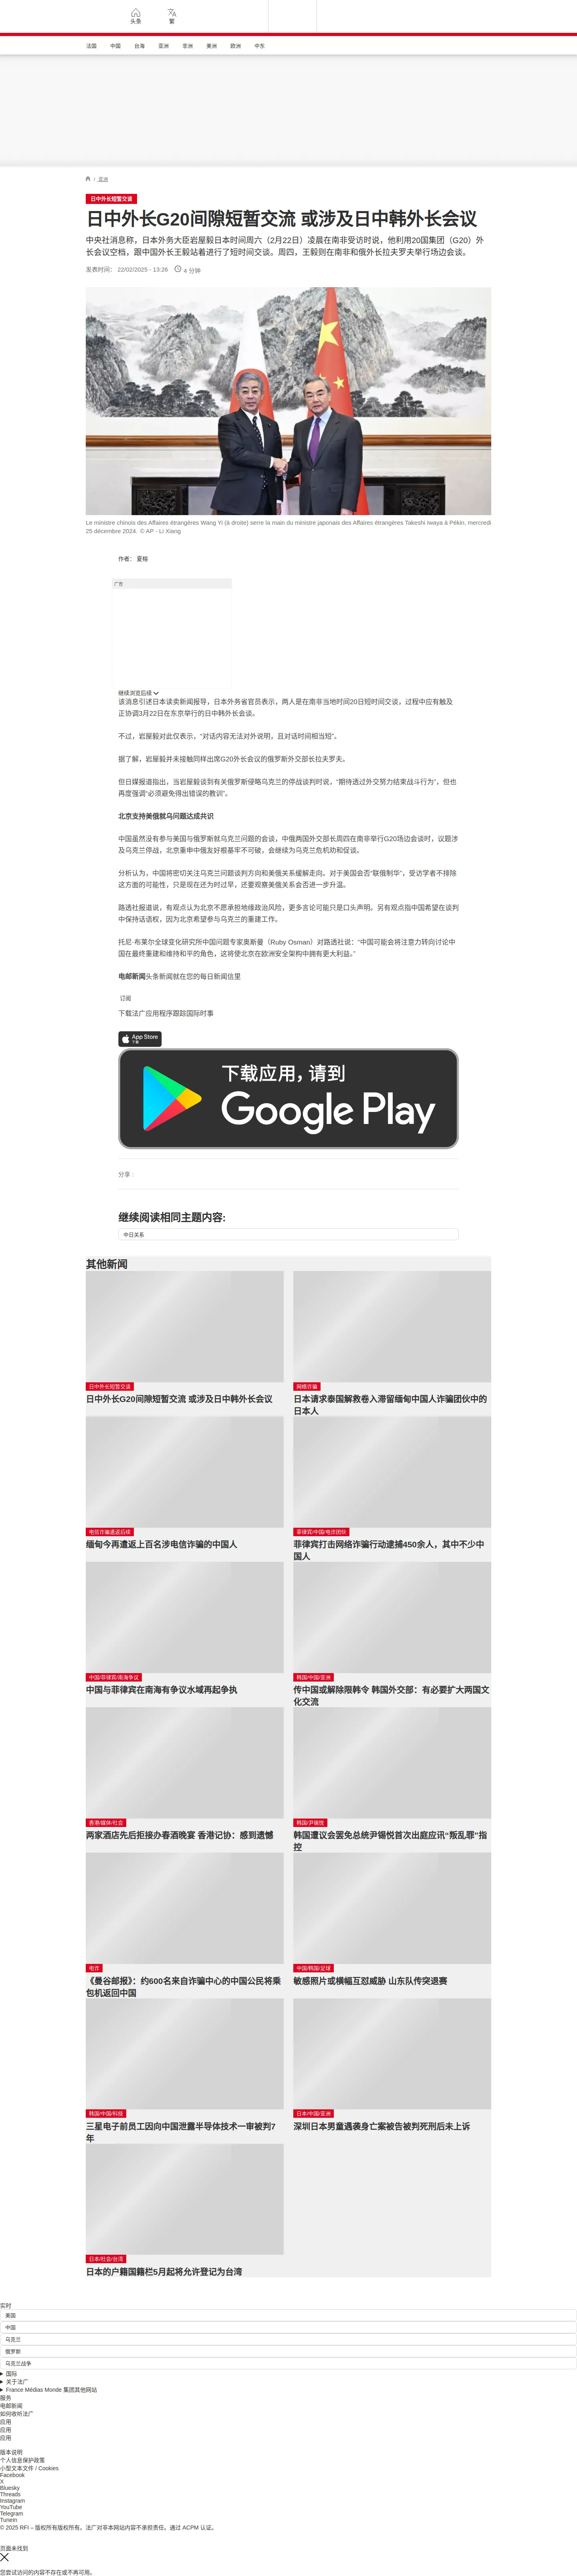 头条
繁
法国 中国 台海 亚洲 非洲 美洲 欧洲 中东
/ 亚洲
日中外长短暂交谈
日中外长G20间隙短暂交流 或涉及日中韩外长会议
中央社消息称，日本外务大臣岩屋毅日本时间周六（2月22日）凌晨在南非受访时说，他利用20国集团（G20）外
长会议空档，跟中国外长王毅站着进行了短时间交谈。周四，王毅则在南非和俄外长拉夫罗夫举行场边会谈。
发表时间： 22/02/2025 - 13:26 4 分钟
Le ministre chinois des Affaires étrangères Wang Yi (à droite) serre la main du ministre japonais des Affaires étrangères Takeshi Iwaya à Pékin, mercredi
25 décembre 2024. © AP - Li Xiang
作者： 夏榕
广告
继续浏览后续
该消息引述日本读卖新闻报导，日本外务省官员表示，两人是在南非当地时间20日短时间交谈，过程中应有触及
正协调3月22日在东京举行的日中韩外长会谈。
不过，岩屋毅对此仅表示，“对话内容无法对外说明，且对话时间相当短”。
据了解，岩屋毅并未接触同样出席G20外长会议的俄罗斯外交部长拉夫罗夫。
但日媒报道指出，当岩屋毅谈到有关俄罗斯侵略乌克兰的停战谈判时说，“期待透过外交努力结束战斗行为”，但也
再度强调“必须避免得出错误的教训”。
北京支持美俄就乌问题达成共识
中国虽然没有参与美国与俄罗斯就乌克兰问题的会谈，中俄两国外交部长周四在南非举行G20场边会谈时，议题涉
及乌克兰停战，北京重申中俄友好根基牢不可破，会继续为乌克兰危机劝和促谈。
分析认为，中国将密切关注乌克兰问题谈判方向和美俄关系缓解走向。对于美国会否“联俄制华”，受访学者不排除
这方面的可能性，只是现在还为时过早，还要观察美俄关系会否进一步升温。
路透社报道说，有观点认为北京不愿承担地缘政治风险，更多言论可能只是口头声明。另有观点指中国希望在谈判
中保持话语权，因为北京希望参与乌克兰的重建工作。
托尼·布莱尔全球变化研究所中国问题专家奥斯曼（Ruby Osman）对路透社说：“中国可能会将注意力转向讨论中
国在最终重建和维持和平的角色，这将使北京在欧洲安全架构中拥有更大利益。”
电邮新闻头条新闻就在您的每日新闻信里
订阅
下载法广应用程序跟踪国际时事
App Store
下载
下载应用，请到
Google Play
分享 :
继续阅读相同主题内容:
中日关系
其他新闻
日中外长短暂交谈
日中外长G20间隙短暂交流 或涉及日中韩外长会议
网络诈骗
日本请求泰国解救卷入滞留缅甸中国人诈骗团伙中的
日本人
电信诈骗遣返后续
缅甸今再遣返上百名涉电信诈骗的中国人
菲律宾/中国/电诈团伙
菲律宾打击网络诈骗行动逮捕450余人，其中不少中
国人
中国/菲律宾/南海争议
中国与菲律宾在南海有争议水域再起争执
韩国/中国/亚洲
传中国或解除限韩令 韩国外交部：有必要扩大两国文
化交流
香港/媒体/社会
两家酒店先后拒接办春酒晚宴 香港记协：感到遗憾
韩国/尹锡悦
韩国遭议会罢免总统尹锡悦首次出庭应讯“叛乱罪”指
控
电诈
《曼谷邮报》：约600名来自诈骗中心的中国公民将乘
包机返回中国
中国/韩国/足球
敏感照片或横幅互怼威胁 山东队传突退赛
韩国/中国/科技
三星电子前员工因向中国泄露半导体技术一审被判7
年
日本/中国/亚洲
深圳日本男童遇袭身亡案被告被判死刑后未上诉
日本/社会/台湾
日本的户籍国籍栏5月起将允许登记为台湾
实时
美国
中国
乌克兰
俄罗斯
乌克兰战争
国际
关于法广
France Médias Monde 集团其他网站
服务
电邮新闻
如何收听法广
应用
应用
应用
版本说明
个人信息保护政策
小型文本文件 / Cookies
Facebook
X
Bluesky
Threads
Instagram
YouTube
Telegram
TuneIn
© 2025 RFI – 版权所有版权所有。法广对非本网站内容不承担责任。通过 ACPM 认证。
页面未找到
您尝试访问的内容不存在或不再可用。